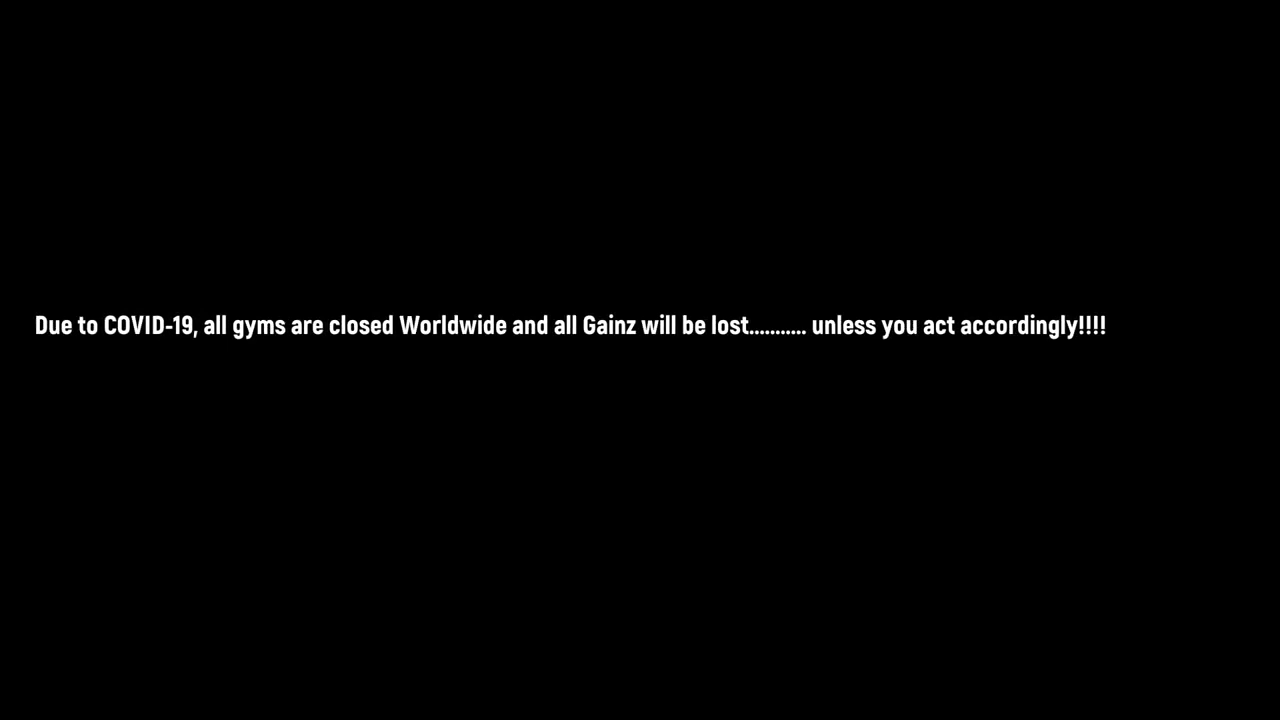 Due to COVID-19, all gyms are closed Worldwide and all Gainz will be lost........... unless you act accordingly!!!!